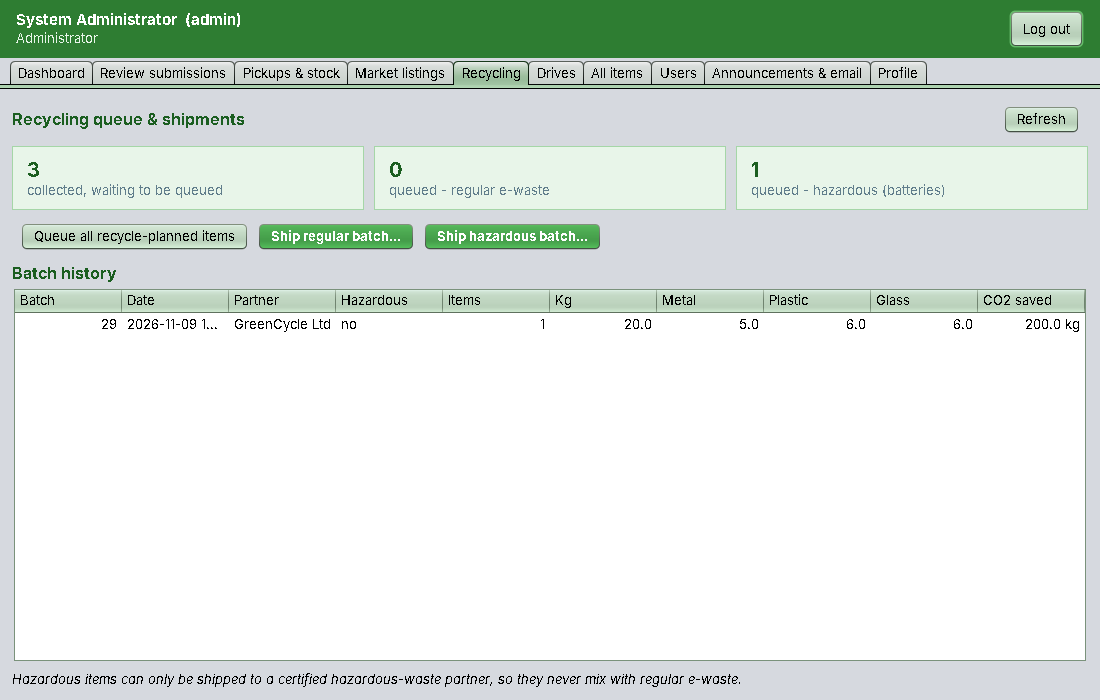 System Administrator  (admin)
Administrator
Log out
Dashboard
Review submissions
Pickups & stock
Market listings
Recycling
Drives
All items
Users
Announcements & email
Profile
Recycling queue & shipments
Refresh
3
collected, waiting to be queued
0
queued - regular e-waste
1
queued - hazardous (batteries)
Queue all recycle-planned items
Ship regular batch...
Ship hazardous batch...
Batch history
Batch Date Partner Hazardous Items Kg Metal Plastic Glass CO2 saved
29 2026-11-09 1... GreenCycle Ltd no 1 20.0 5.0 6.0 6.0 200.0 kg
Hazardous items can only be shipped to a certified hazardous-waste partner, so they never mix with regular e-waste.